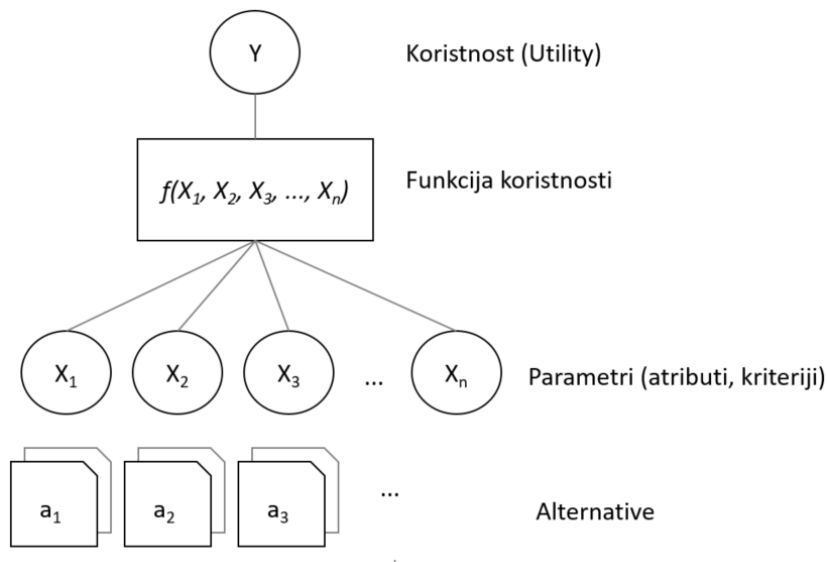 Y Koristnost (Utility)
f(X₁, X₂, X₃, ..., Xₙ) Funkcija koristnosti
X₁ X₂ X₃ ... Xₙ Parametri (atributi, kriteriji)
a₁ a₂ a₃ ... Alternative